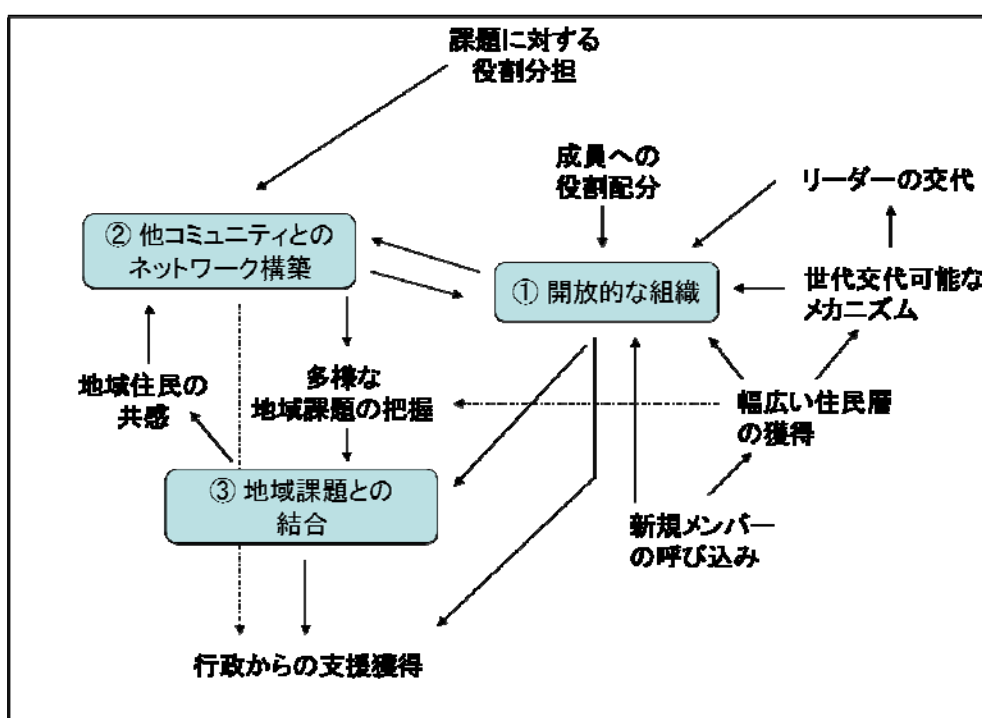 課題に対する
役割分担
成員への
役割配分
リーダーの交代
② 他コミュニティとの
ネットワーク構築
① 開放的な組織
世代交代可能な
メカニズム
地域住民の
共感
多様な
地域課題の把握
幅広い住民層
の獲得
③ 地域課題との
結合
新規メンバー
の呼び込み
行政からの支援獲得